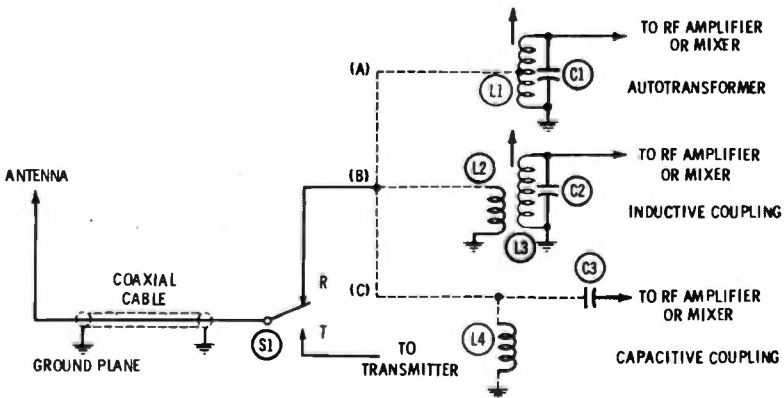 TO RF AMPLIFIER
OR MIXER
(A)
C1
L1
AUTOTRANSFORMER
L2
TO RF AMPLIFIER
OR MIXER
ANTENNA
(B)
C2
INDUCTIVE COUPLING
L3
COAXIAL
CABLE
R
(C)
C3
TO RF AMPLIFIER
OR MIXER
S1
T
L4
GROUND PLANE
TO
TRANSMITTER
CAPACITIVE COUPLING